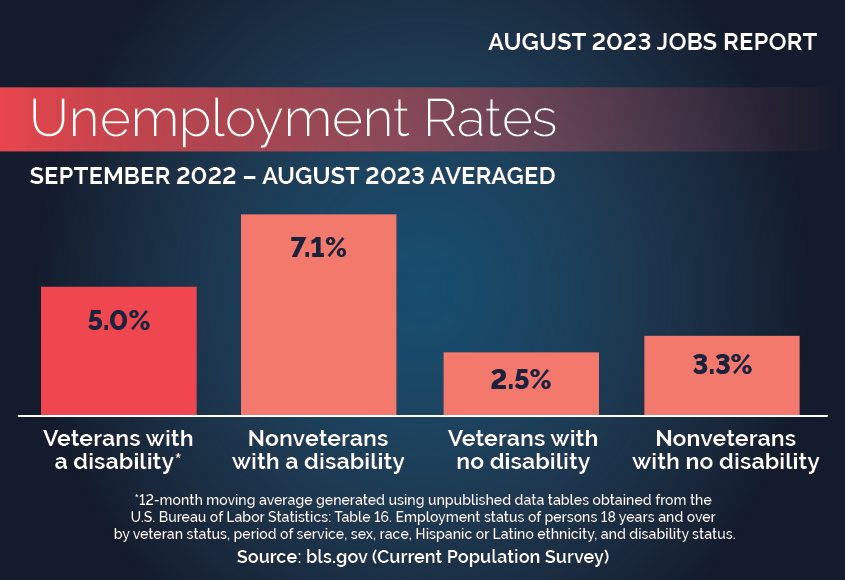 AUGUST 2023 JOBS REPORT
Unemployment Rates
SEPTEMBER 2022 – AUGUST 2023 AVERAGED
5.0%
7.1%
2.5%
3.3%
Veterans with
a disability*
Nonveterans
with a disability
Veterans with
no disability
Nonveterans
with no disability
*12-month moving average generated using unpublished data tables obtained from the
U.S. Bureau of Labor Statistics: Table 16. Employment status of persons 18 years and over
by veteran status, period of service, sex, race, Hispanic or Latino ethnicity, and disability status.
Source: bls.gov (Current Population Survey)